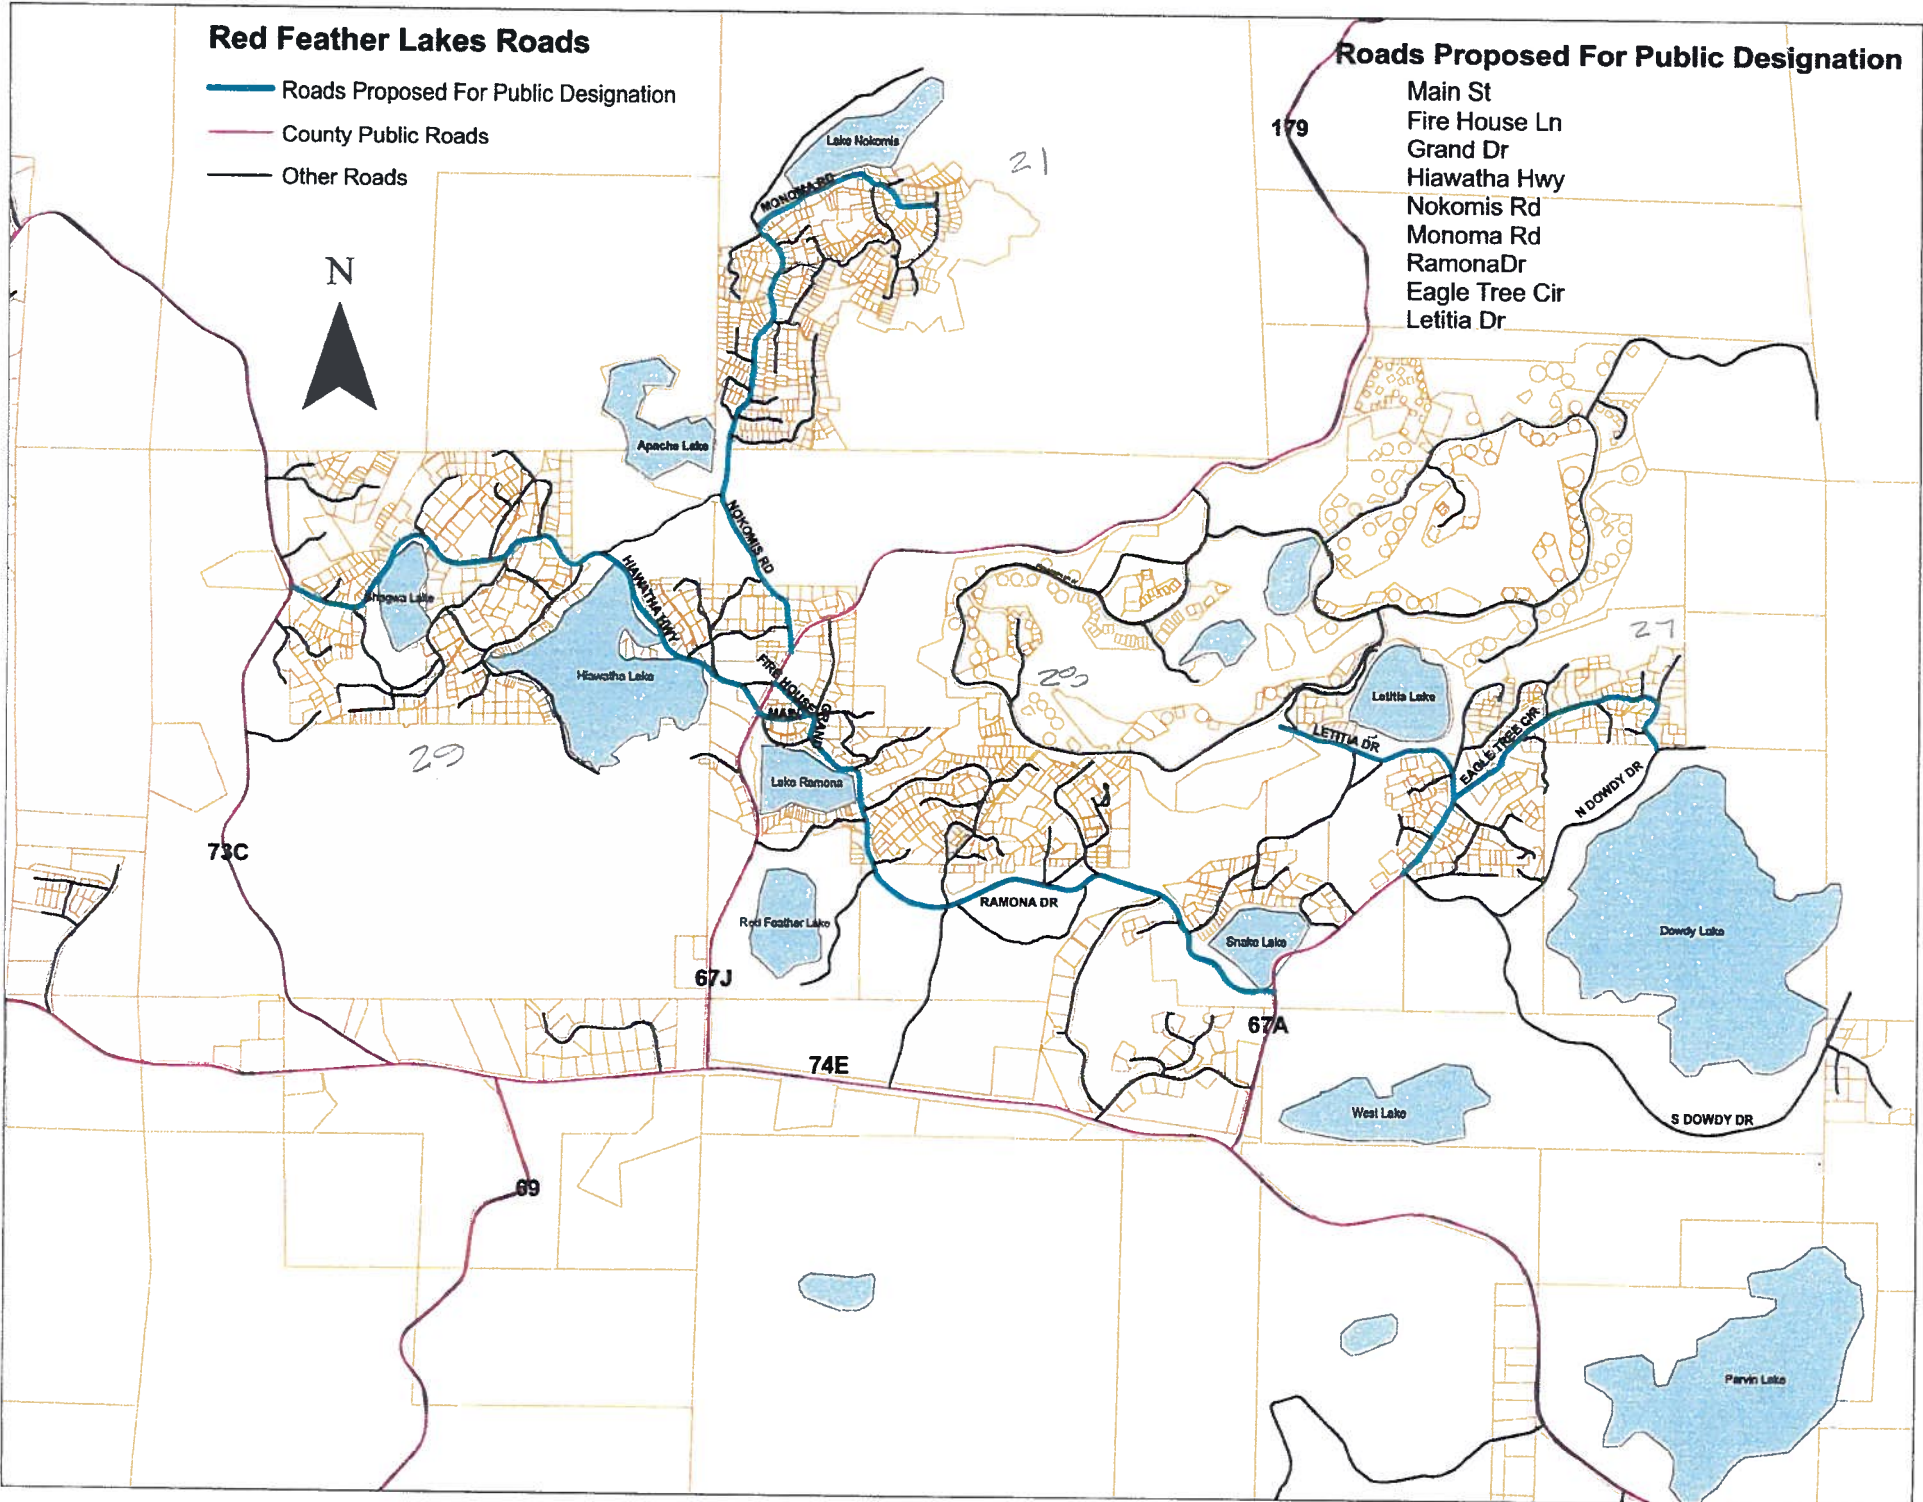 Red Feather Lakes Roads
Roads Proposed For Public Designation
County Public Roads
Other Roads
Roads Proposed For Public Designation
Main St
Fire House Ln
Grand Dr
Hiawatha Hwy
Nokomis Rd
Monoma Rd
RamonaDr
Eagle Tree Cir
Letitia Dr
179
Lake Nokomis
21
MONOMA RD
N
Apache Lake
NOKOMIS RD
HIAWATHA HWY
Shagwa Lake
Hiawatha Lake
FIRE HOUSE
MAIN
GRAND
27
20
Letitia Lake
LETITIA DR
EAGLE TREE CIR
N DOWDY DR
29
Lake Ramona
73C
RAMONA DR
Red Feather Lake
Snake Lake
Dowdy Lake
67J
67A
74E
West Lake
S DOWDY DR
69
Parvin Lake